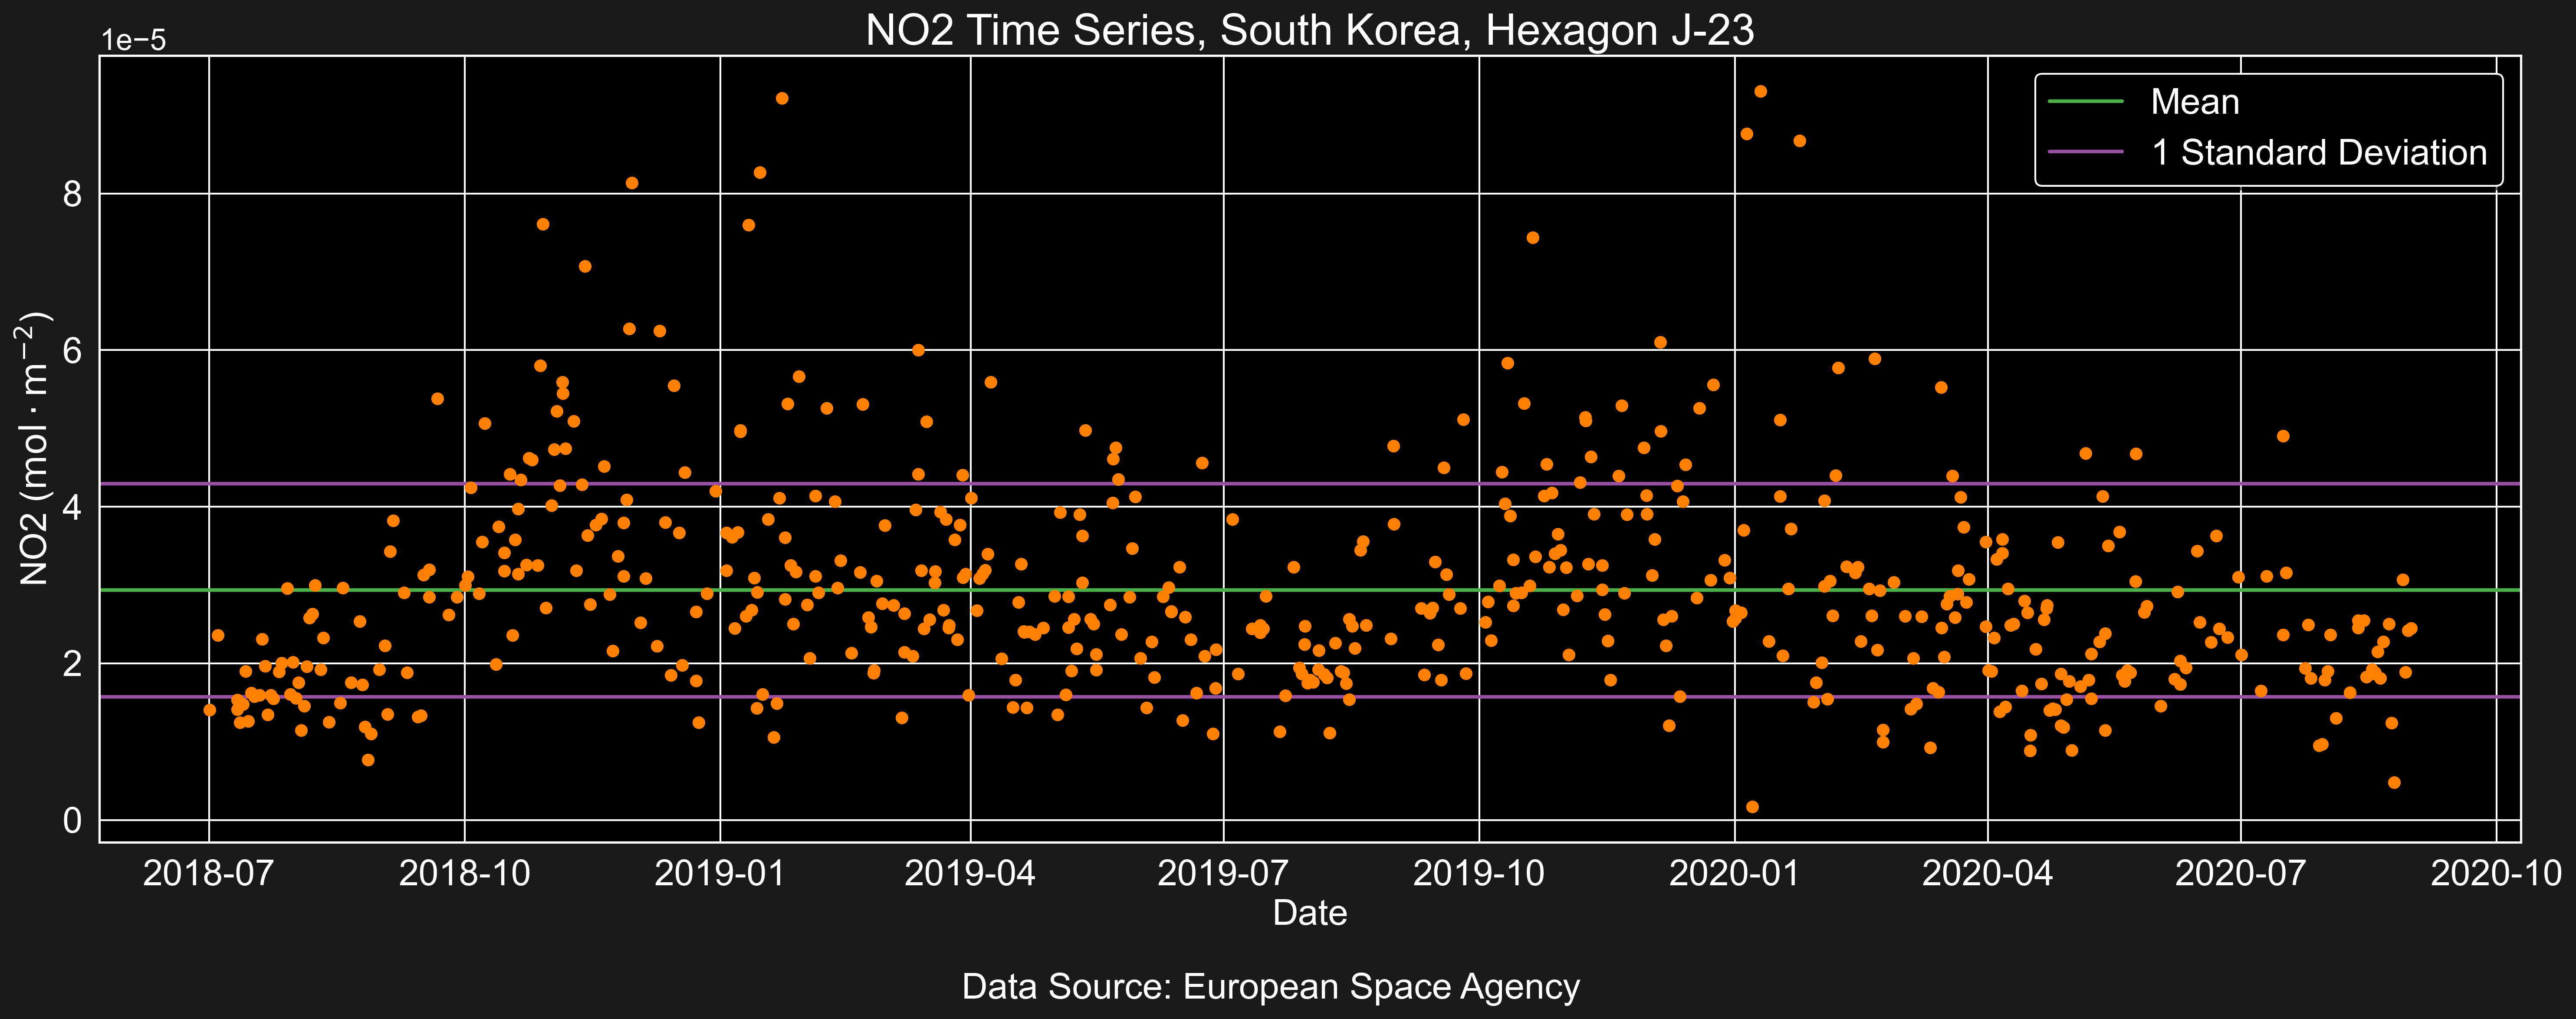 NO2 Time Series, South Korea, Hexagon J-23
1e−5
Mean
1 Standard Deviation
8
6
4
2
0
NO2 (mol · m⁻²)
2018-07 2018-10 2019-01 2019-04 2019-07 2019-10 2020-01 2020-04 2020-07 2020-10
Date
Data Source: European Space Agency